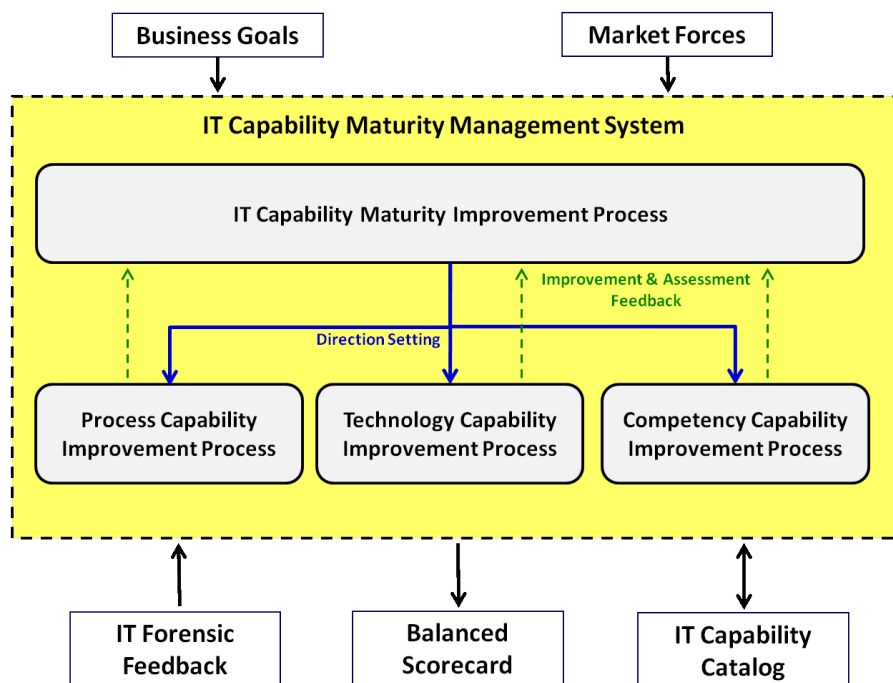 Business Goals
Market Forces
IT Capability Maturity Management System
IT Capability Maturity Improvement Process
Improvement & Assessment
Feedback
Direction Setting
Process Capability
Improvement Process
Technology Capability
Improvement Process
Competency Capability
Improvement Process
IT Forensic
Feedback
Balanced
Scorecard
IT Capability
Catalog